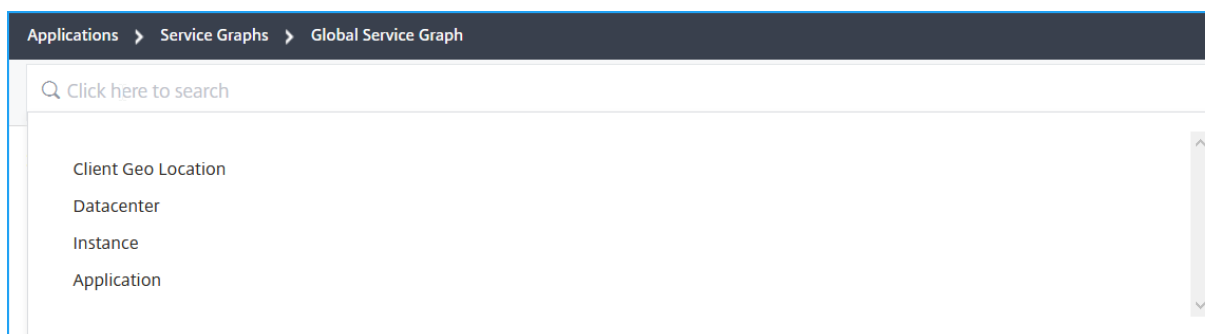 Applications > Service Graphs > Global Service Graph
Click here to search
Client Geo Location
Datacenter
Instance
Application